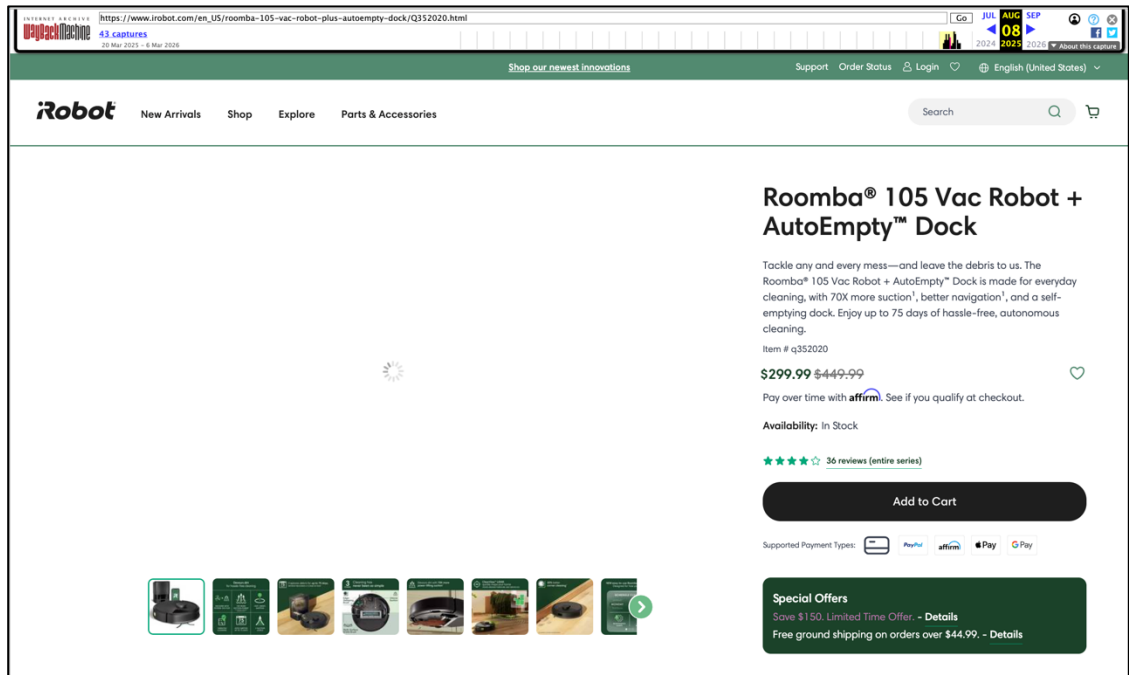 INTERNET ARCHIVE
WayBackMachine
https://www.irobot.com/en_US/roomba-105-vac-robot-plus-autoempty-dock/Q352020.html
Go
JUL AUG SEP
43 captures
08
20 Mar 2025 - 6 Mar 2026
2024 2025 2026
About this capture
Shop our newest innovations
Support Order Status Login English (United States)
iRobot
New Arrivals Shop Explore Parts & Accessories
Search
Roomba® 105 Vac Robot +
AutoEmpty™ Dock
Tackle any and every mess—and leave the debris to us. The
Roomba® 105 Vac Robot + AutoEmpty™ Dock is made for everyday
cleaning, with 70X more suction¹, better navigation¹, and a self-
emptying dock. Enjoy up to 75 days of hassle-free, autonomous
cleaning.
Item # q352020
$299.99 $449.99
Pay over time with affirm. See if you qualify at checkout.
Availability: In Stock
36 reviews (entire series)
Add to Cart
Supported Payment Types: PayPal affirm Pay G Pay
Special Offers
Save $150. Limited Time Offer. - Details
Free ground shipping on orders over $44.99. - Details